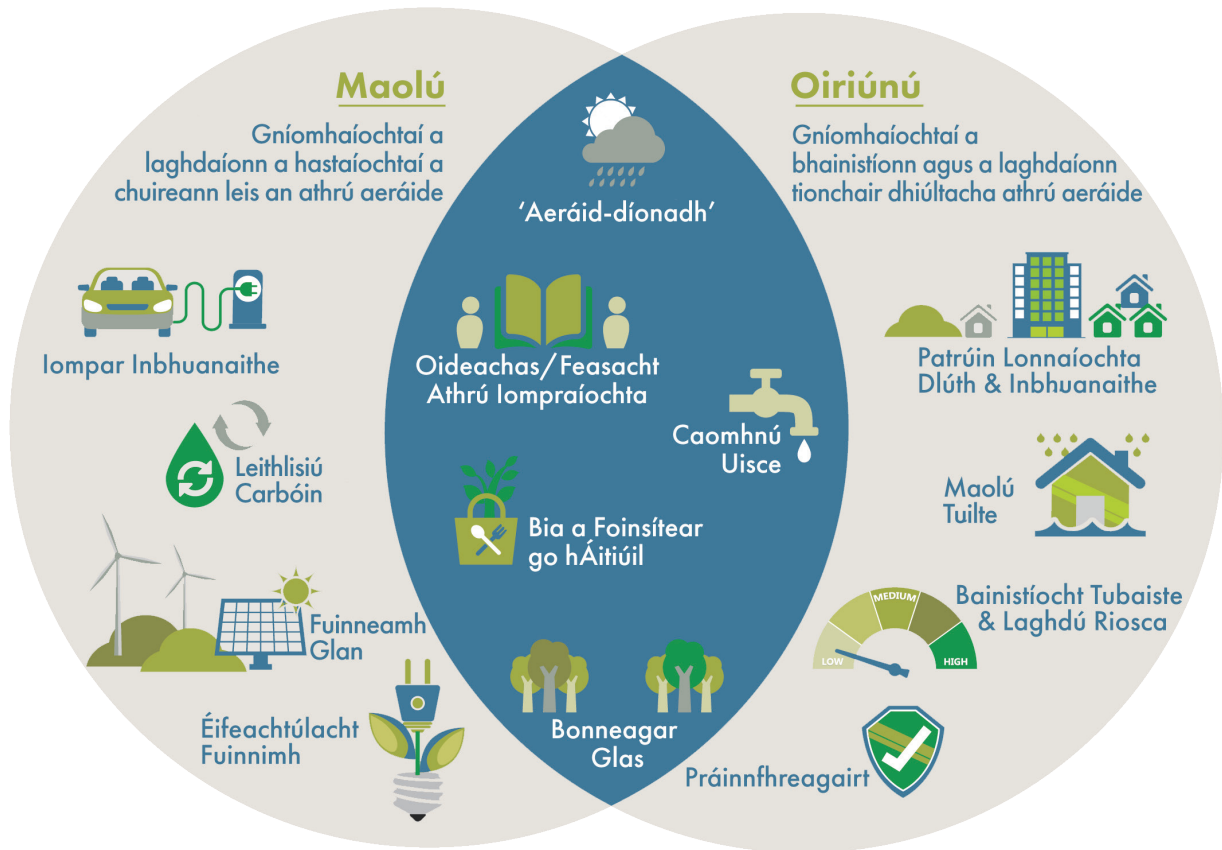 Maolú
Gníomhaíochtaí a
laghdaíonn a hastaíochtaí a
chuireann leis an athrú aeráide
Iompar Inbhuanaithe
Leithlisiú
Carbóin
Fuinneamh
Glan
Éifeachtúlacht
Fuinnimh
'Aeráid-díonadh'
Oideachas/Feasacht
Athrú Iompraíochta
Caomhnú
Uisce
Bia a Foinsítear
go hÁitiúil
Bonneagar
Glas
Oiriúnú
Gníomhaíochtaí a
bhainistíonn agus a laghdaíonn
tionchair dhiúltacha athrú aeráide
Patrúin Lonnaíochta
Dlúth & Inbhuanaithe
Maolú
Tuilte
Bainistíocht Tubaiste
& Laghdú Riosca
LOW
MEDIUM
HIGH
Práinnfhreagairt